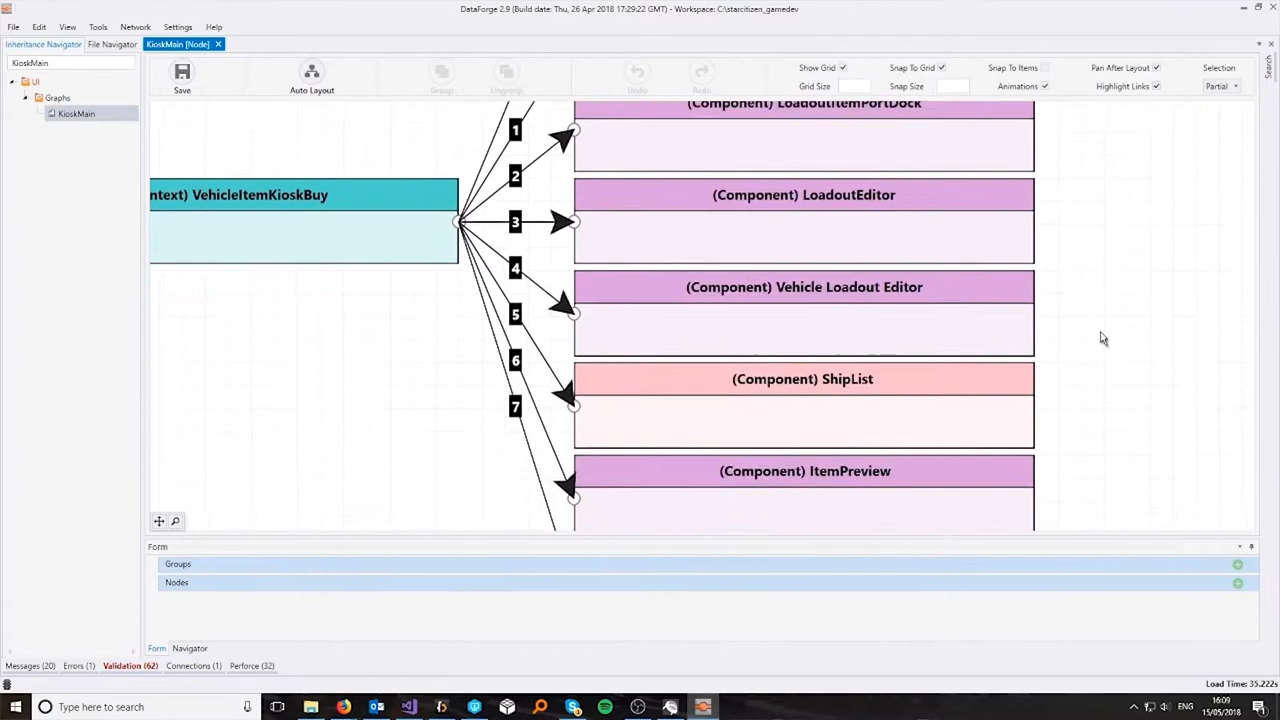 DataForge 2.9 (Build date: Thu, 26 Apr 2018 17:29:22 GMT) - Workspace: C:\starcitizen_gamedev
File Edit View Tools Network Settings Help
Inheritance Navigator File Navigator KioskMain [Node]
KioskMain
UI
Graphs
KioskMain
Save
Auto Layout
Group
Ungroup
Undo
Redo
Show Grid
Snap To Grid
Snap To Items
Pan After Layout
Selection
Grid Size
Snap Size
Animations
Highlight Links
Partial
Search
(Component) LoadoutItemPortDock
1
2
ntext) VehicleItemKioskBuy
(Component) LoadoutEditor
3
4
(Component) Vehicle Loadout Editor
5
6
(Component) ShipList
7
(Component) ItemPreview
Form
Groups
Nodes
Form Navigator
Messages (20) Errors (1) Validation (62) Connections (1) Perforce (32)
Load Time: 35.222s
Type here to search
ENG
16:09
15/05/2018